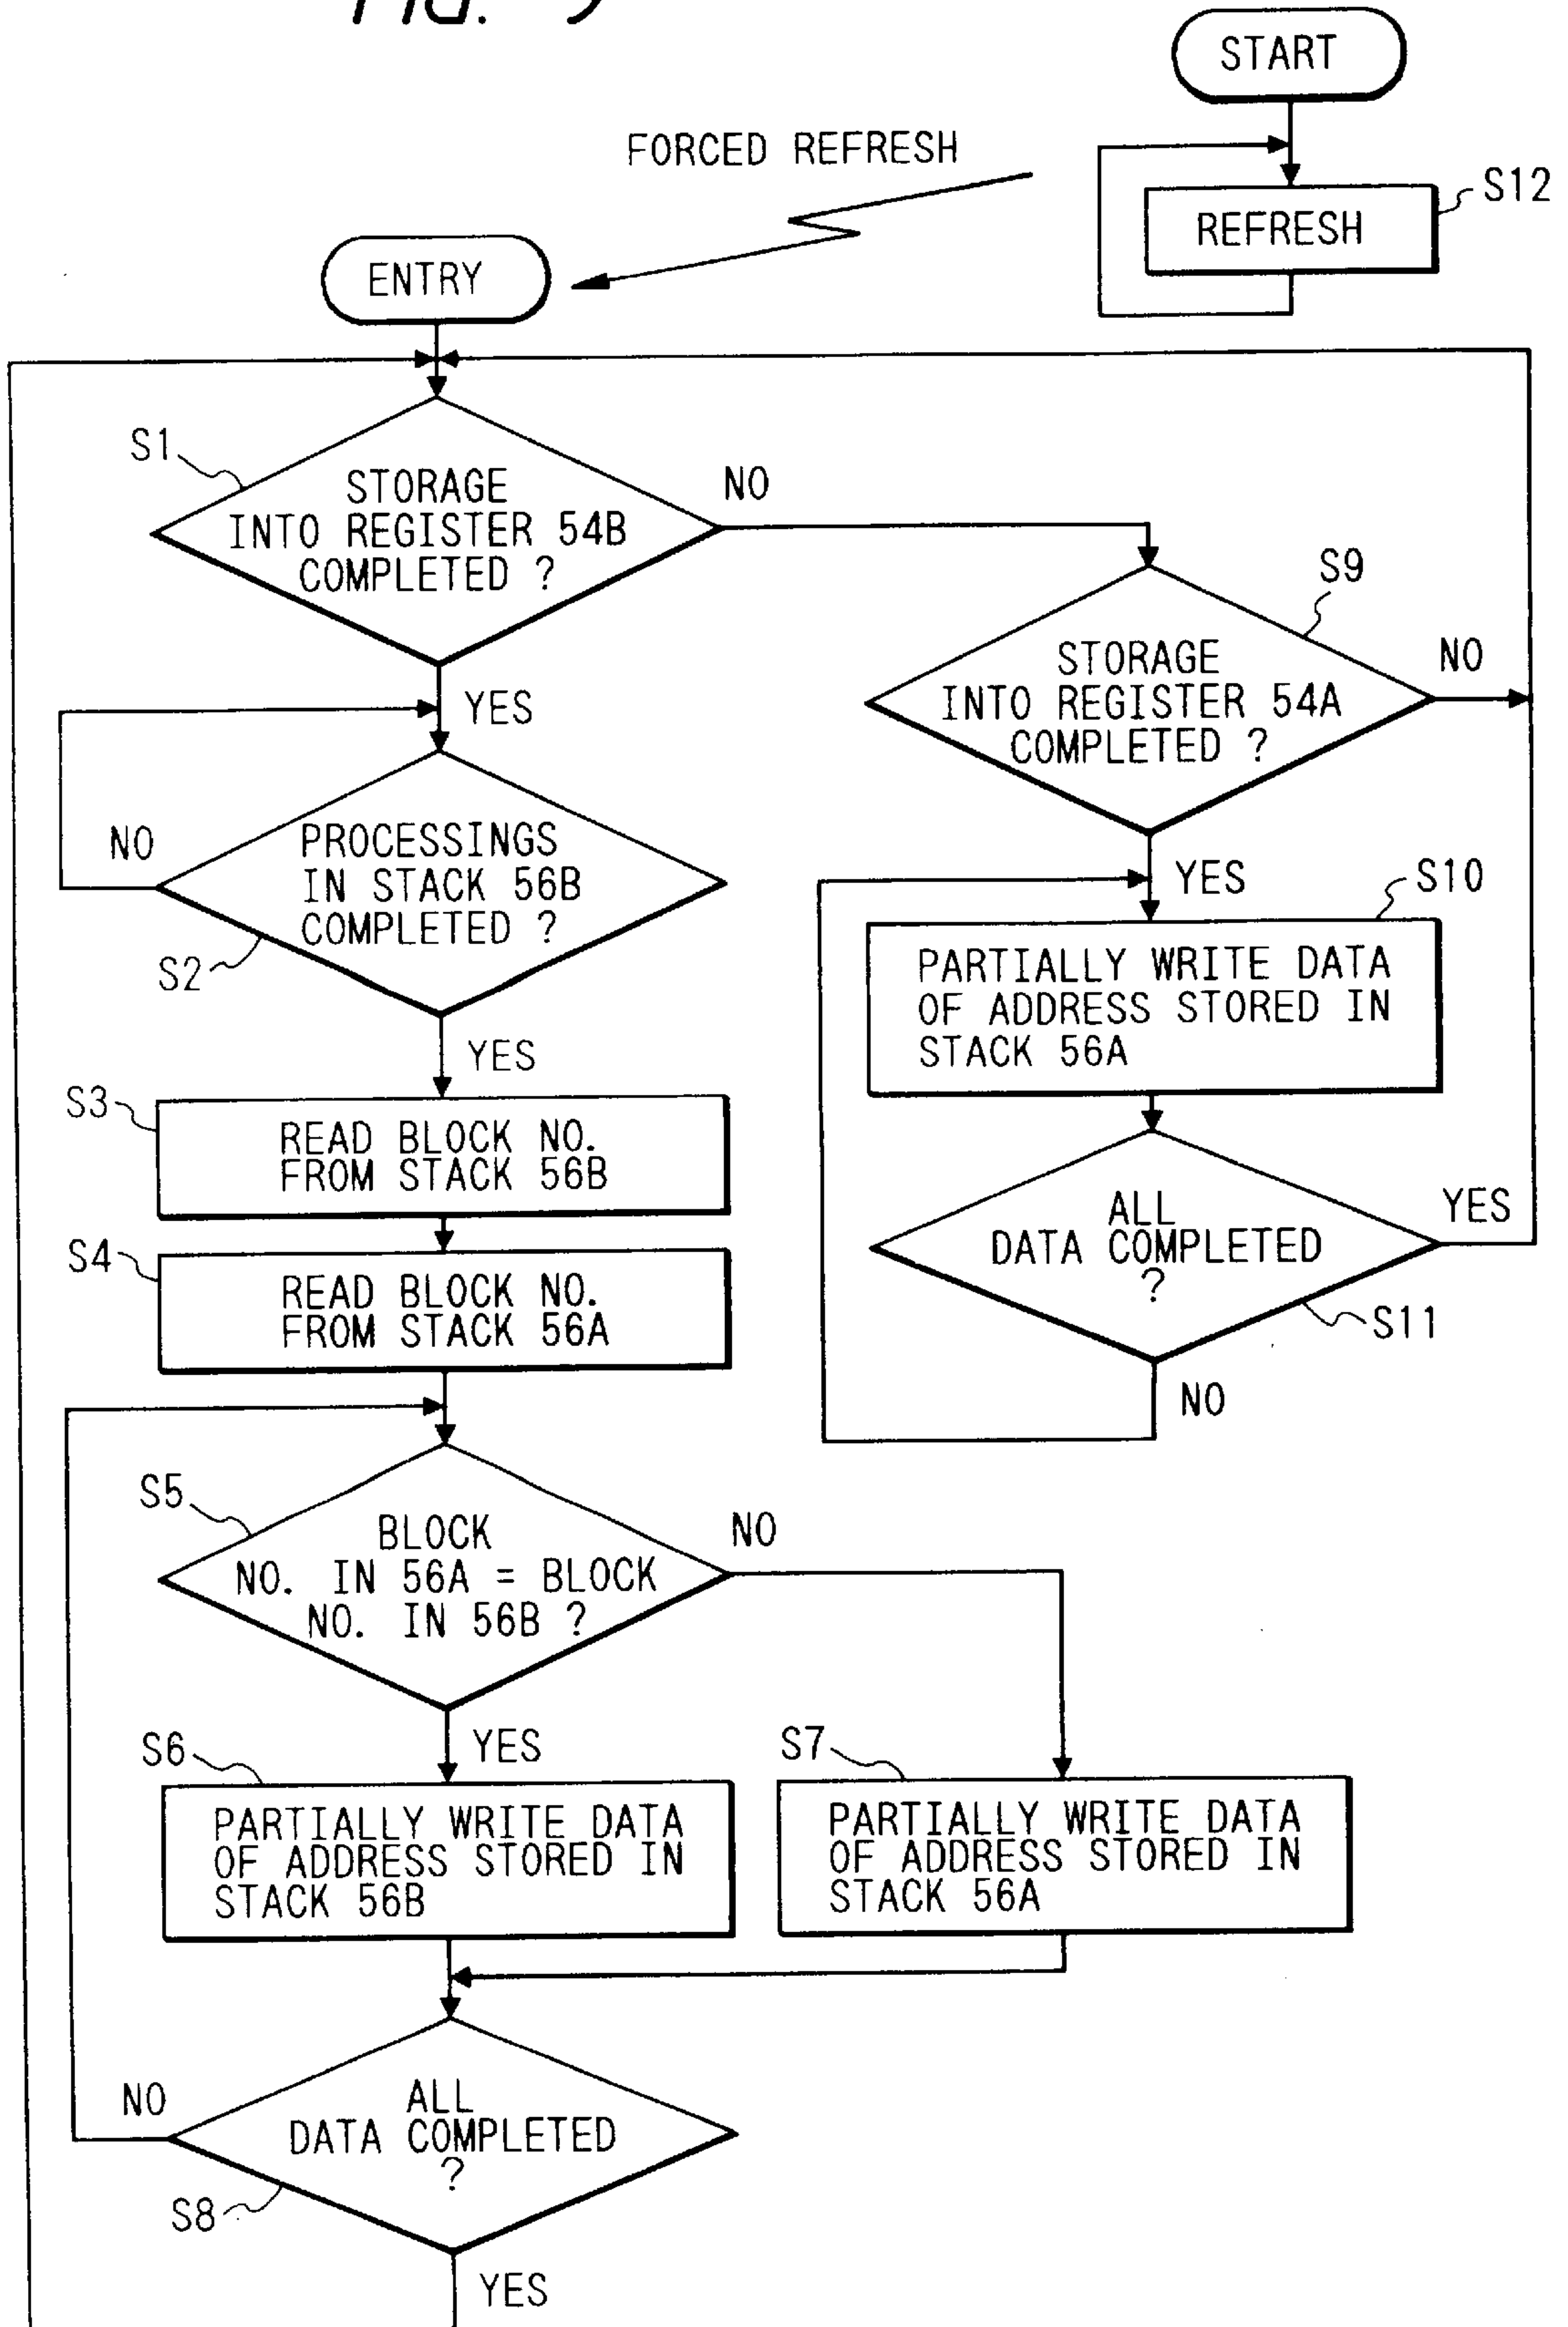 START
FORCED REFRESH
S12
REFRESH
ENTRY
S1
STORAGE
INTO REGISTER 54B
COMPLETED ?
NO
S9
STORAGE
INTO REGISTER 54A
COMPLETED ?
NO
YES
YES
NO
PROCESSINGS
IN STACK 56B
COMPLETED ?
S2
YES
S10
PARTIALLY WRITE DATA
OF ADDRESS STORED IN
STACK 56A
S3
READ BLOCK NO.
FROM STACK 56B
ALL
DATA COMPLETED
?
YES
S11
NO
S4
READ BLOCK NO.
FROM STACK 56A
S5
BLOCK
NO. IN 56A = BLOCK
NO. IN 56B ?
NO
YES
S6
PARTIALLY WRITE DATA
OF ADDRESS STORED IN
STACK 56B
S7
PARTIALLY WRITE DATA
OF ADDRESS STORED IN
STACK 56A
NO
ALL
DATA COMPLETED
?
S8
YES